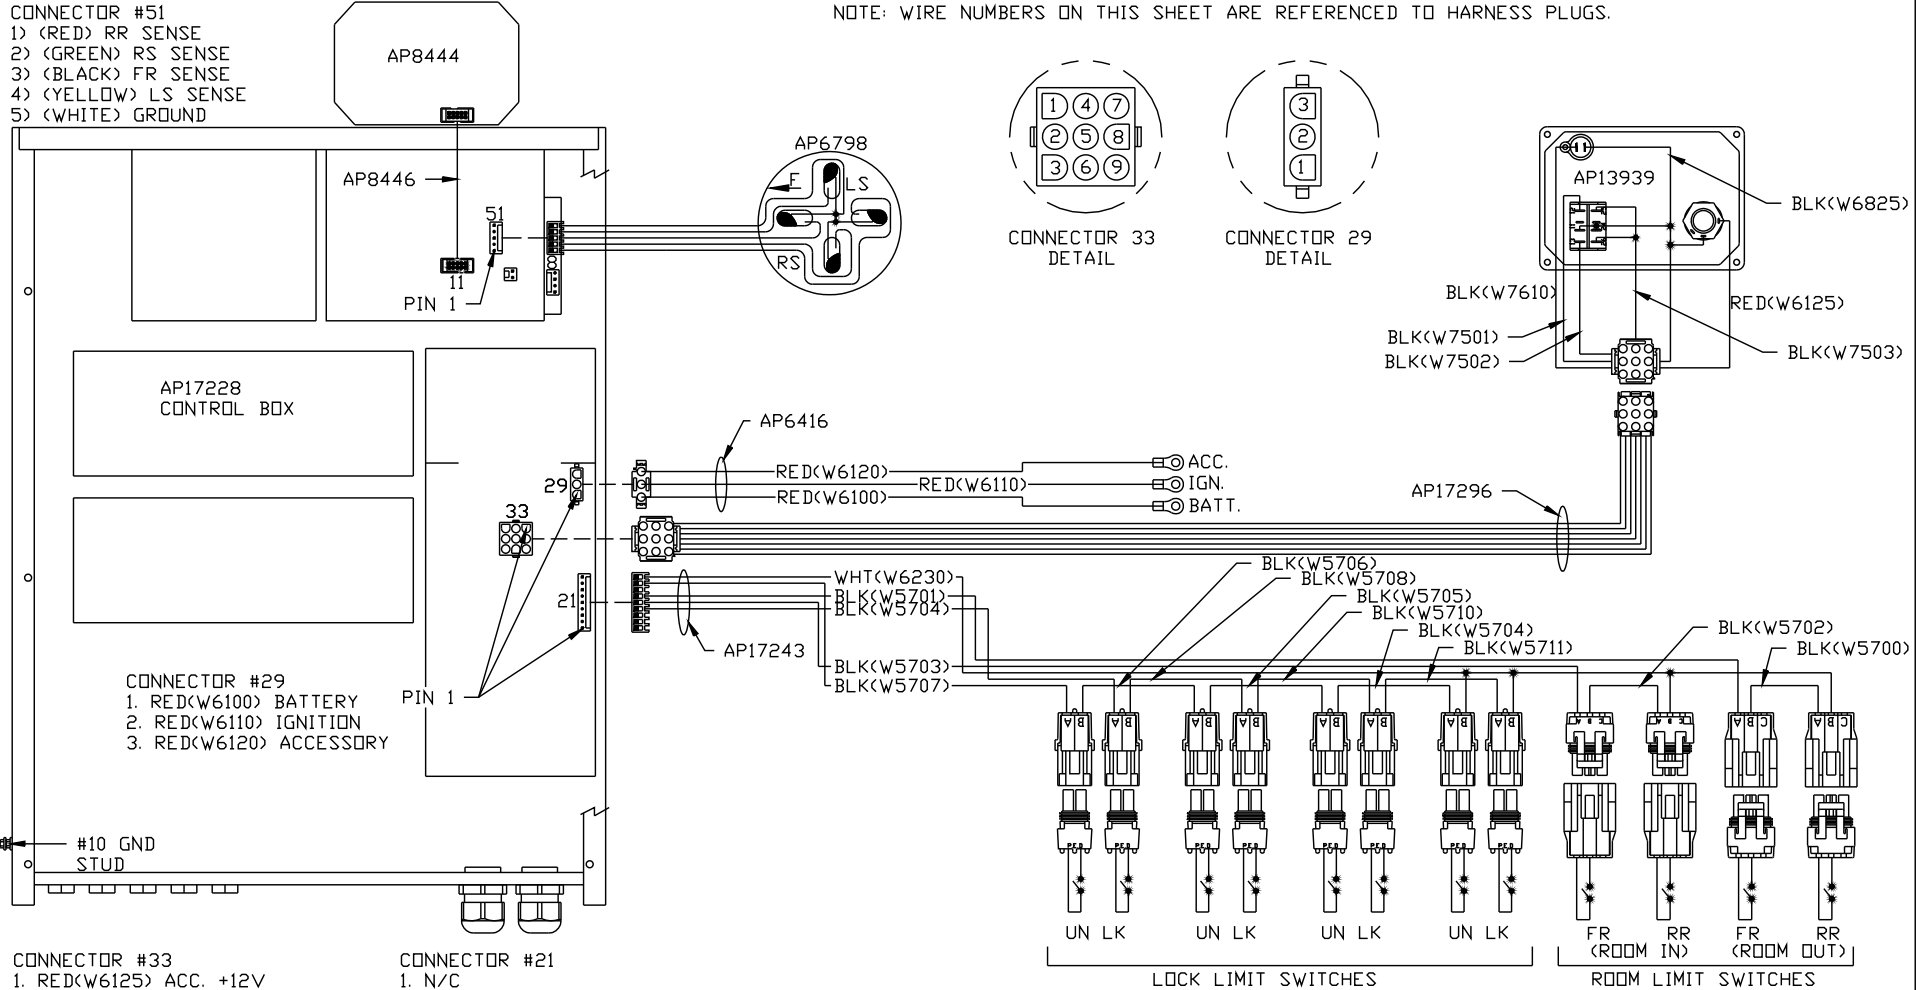 CONNECTOR #51
1) (RED) RR SENSE
2) (GREEN) RS SENSE
3) (BLACK) FR SENSE
4) (YELLOW) LS SENSE
5) (WHITE) GROUND
NOTE: WIRE NUMBERS ON THIS SHEET ARE REFERENCED TO HARNESS PLUGS.
AP8444
AP8446
51
11
PIN 1
AP6798
F
LS
RS
1 4 7
2 5 8
3 6 9
CONNECTOR 33
DETAIL
3
2
1
CONNECTOR 29
DETAIL
AP13939
BLK(W6825)
BLK(W7610)
RED(W6125)
BLK(W7501)
BLK(W7502)
BLK(W7503)
AP17228
CONTROL BOX
AP6416
RED(W6120)
RED(W6110)
RED(W6100)
ACC.
IGN.
BATT.
AP17296
29
33
21
WHT(W6230)
BLK(W5701)
BLK(W5704)
AP17243
BLK(W5703)
BLK(W5707)
BLK(W5706)
BLK(W5708)
BLK(W5705)
BLK(W5710)
BLK(W5704)
BLK(W5711)
BLK(W5702)
BLK(W5700)
CONNECTOR #29
1. RED(W6100) BATTERY
2. RED(W6110) IGNITION
3. RED(W6120) ACCESSORY
PIN 1
#10 GND
STUD
A B A B A B A B A B A B A B A B A B C A B C A B C A B C
UN LK UN LK UN LK UN LK
LOCK LIMIT SWITCHES
FR RR FR RR
(ROOM IN) (ROOM OUT)
ROOM LIMIT SWITCHES
CONNECTOR #33
1. RED(W6125) ACC. +12V
CONNECTOR #21
1. N/C